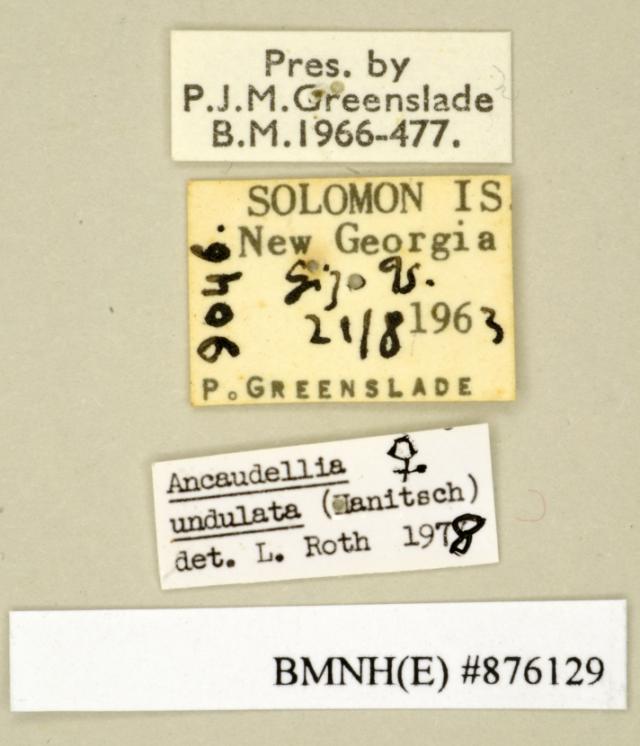 Pres. by
P.J.M.Greenslade
B.M.1966-477.
SOLOMON IS.
New Georgia
21/8 1963
P. GREENSLADE
9046.
Ancaudellia ♀
undulata (Hanitsch)
det. L. Roth 1978
BMNH(E) #876129